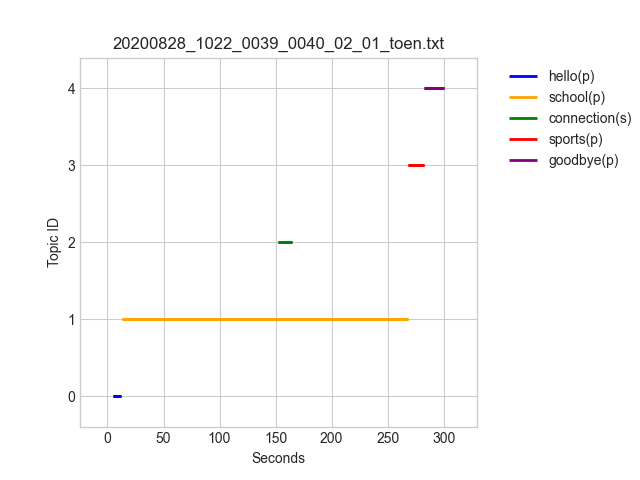 20200828_1022_0039_0040_02_01_toen.txt
hello(p)
school(p)
connection(s)
sports(p)
goodbye(p)
Topic ID
4
3
2
1
0
0 50 100 150 200 250 300
Seconds